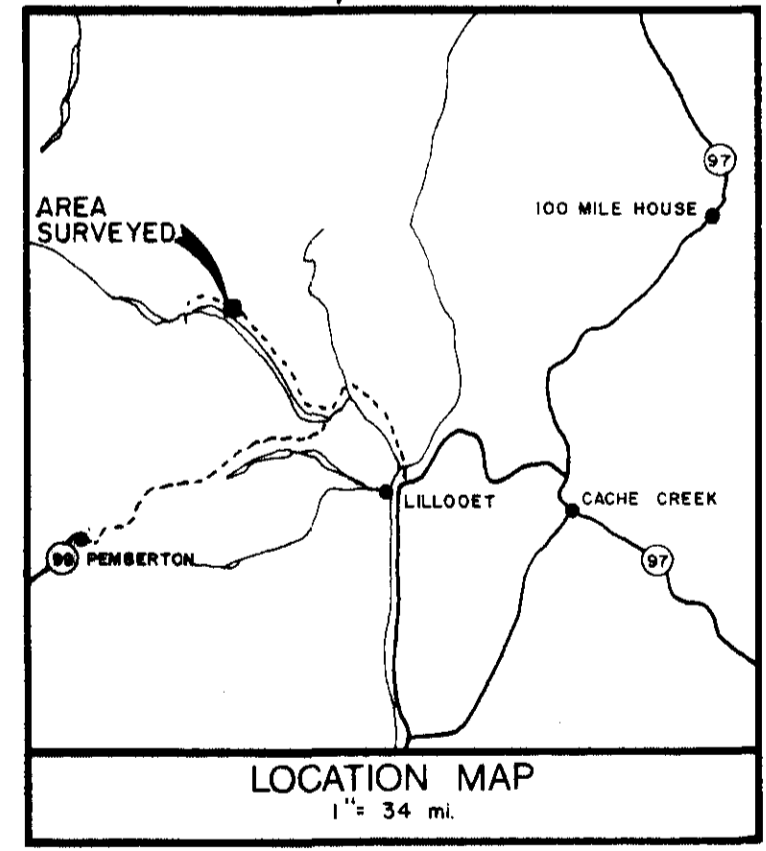 97
100 MILE HOUSE
AREA
SURVEYED
LILLOOET
CACHE CREEK
99 PEMBERTON
97
LOCATION MAP
1"= 34 mi.